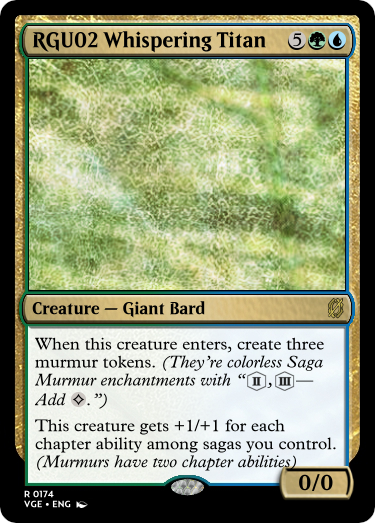 RGU02 Whispering Titan 5
Creature — Giant Bard
When this creature enters, create three
murmur tokens. (They're colorless Saga
Murmur enchantments with "II, III—
Add C.")
This creature gets +1/+1 for each
chapter ability among sagas you control.
(Murmurs have two chapter abilities)
0/0
R 0174
VGE • ENG